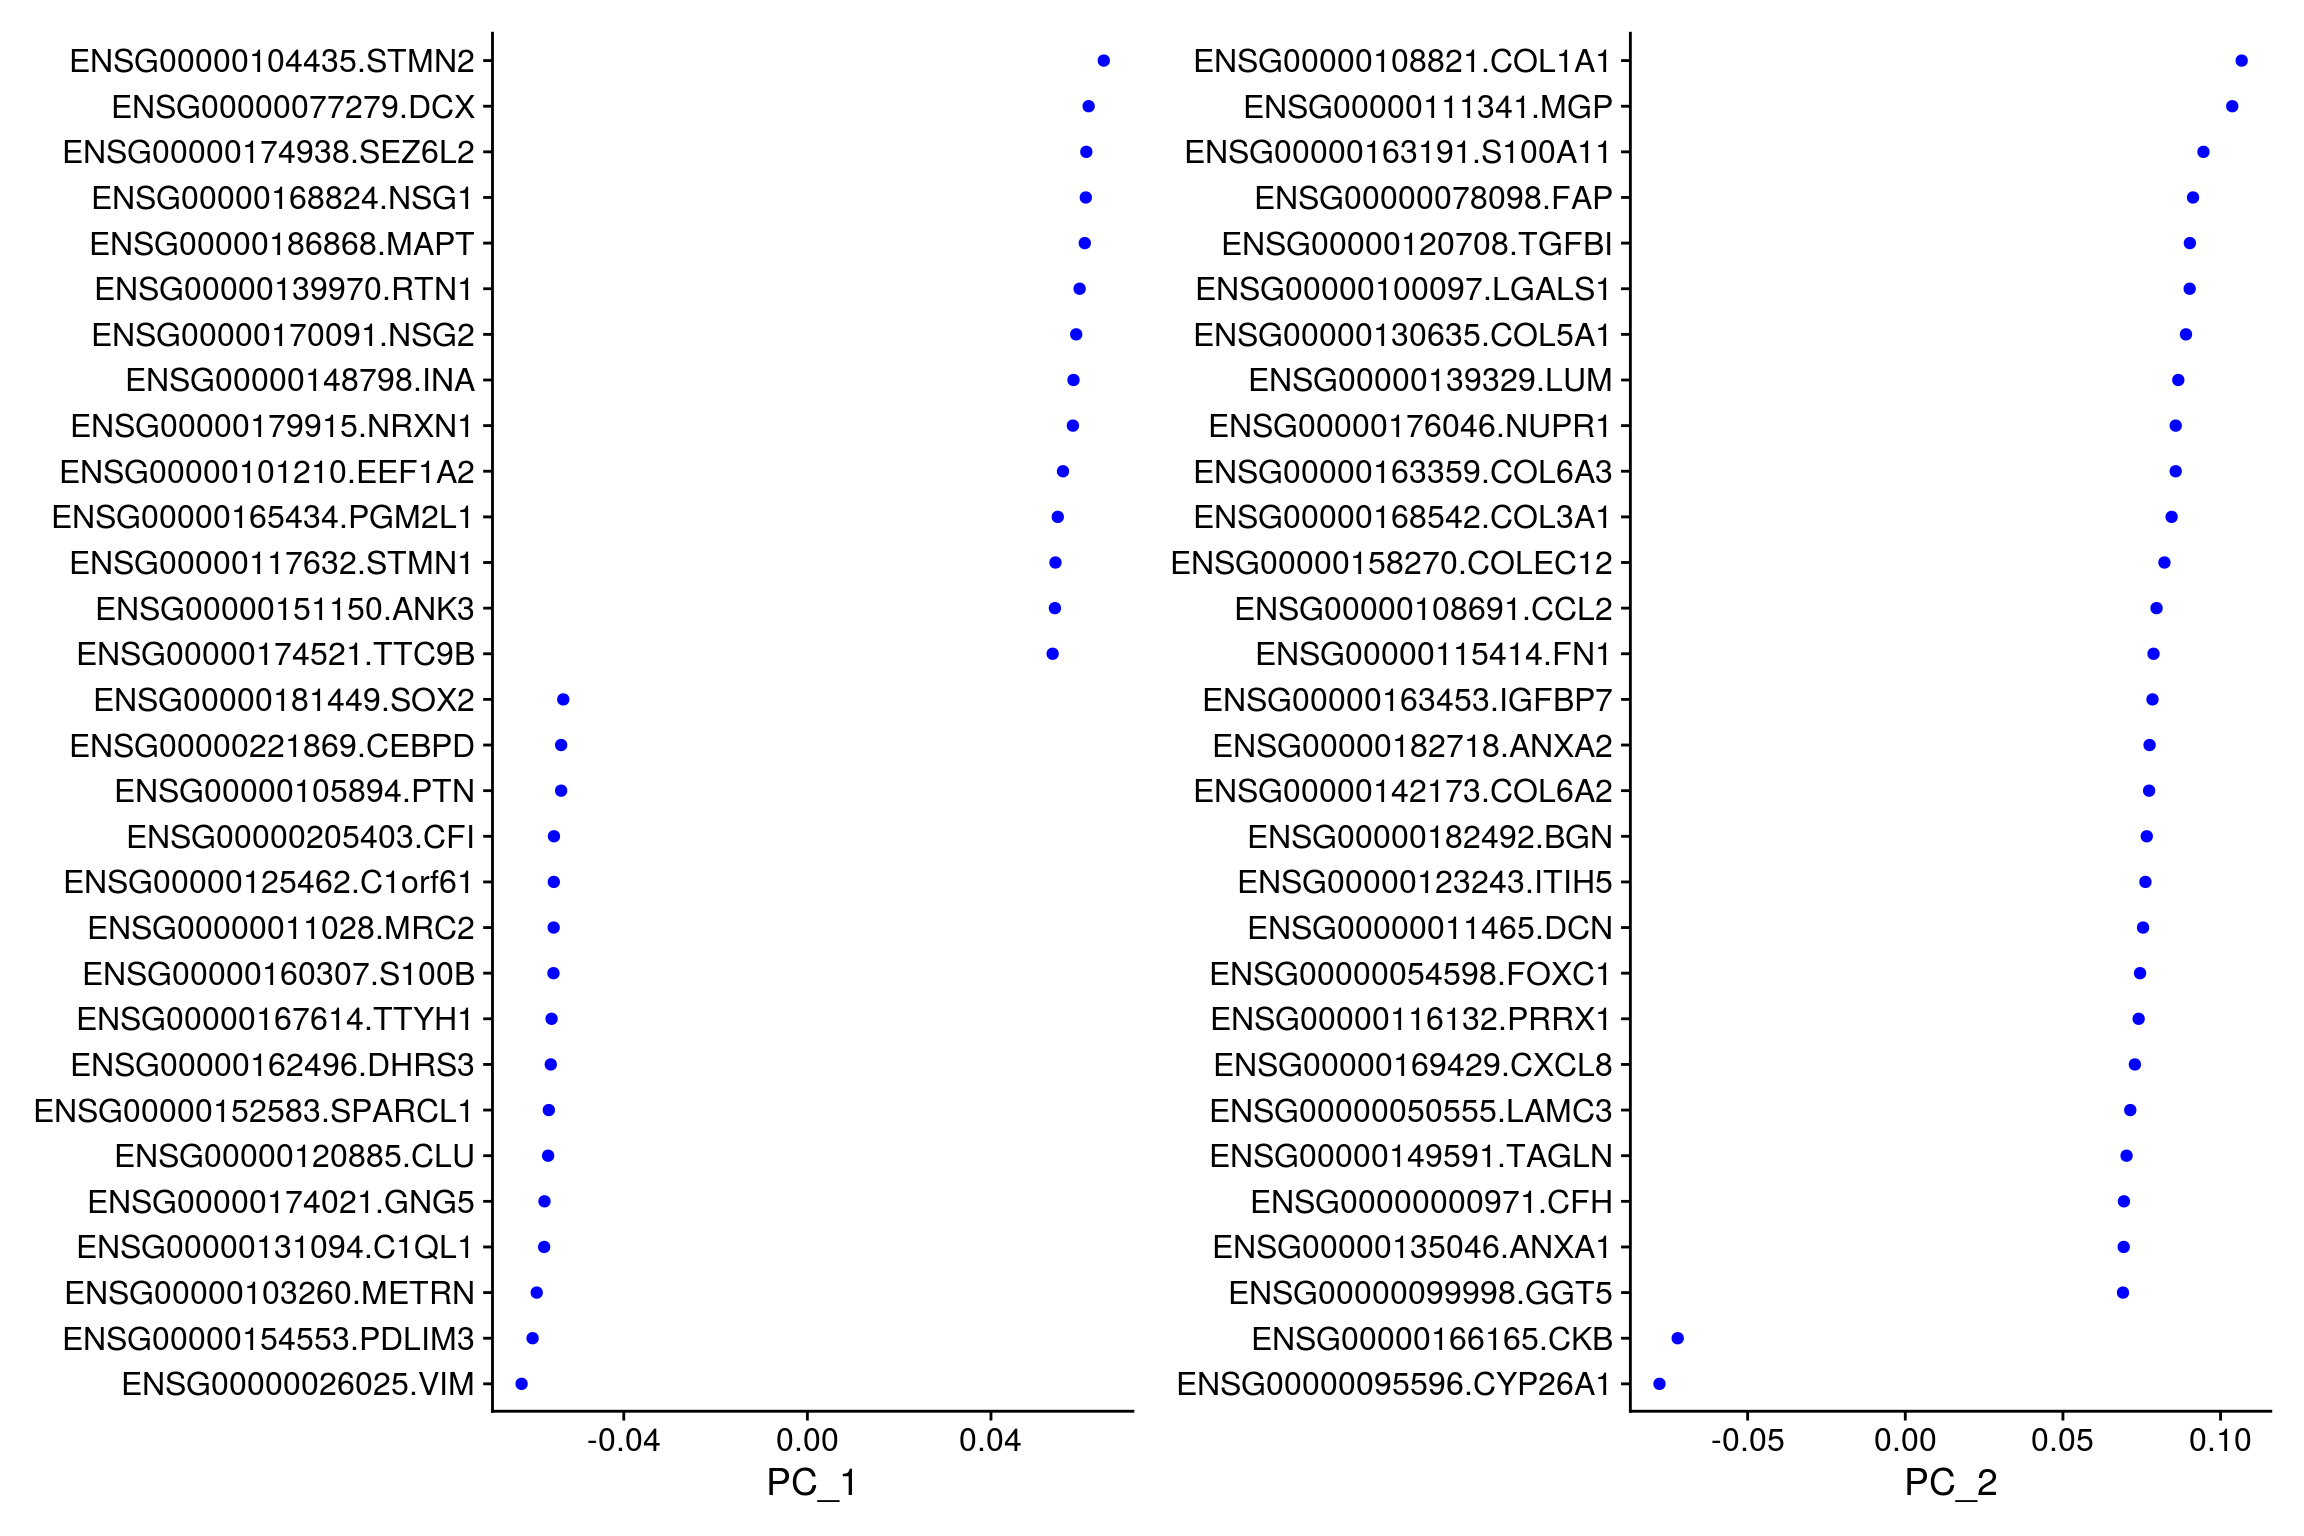 ENSG00000104435.STMN2
ENSG00000077279.DCX
ENSG00000174938.SEZ6L2
ENSG00000168824.NSG1
ENSG00000186868.MAPT
ENSG00000139970.RTN1
ENSG00000170091.NSG2
ENSG00000148798.INA
ENSG00000179915.NRXN1
ENSG00000101210.EEF1A2
ENSG00000165434.PGM2L1
ENSG00000117632.STMN1
ENSG00000151150.ANK3
ENSG00000174521.TTC9B
ENSG00000181449.SOX2
ENSG00000221869.CEBPD
ENSG00000105894.PTN
ENSG00000205403.CFI
ENSG00000125462.C1orf61
ENSG00000011028.MRC2
ENSG00000160307.S100B
ENSG00000167614.TTYH1
ENSG00000162496.DHRS3
ENSG00000152583.SPARCL1
ENSG00000120885.CLU
ENSG00000174021.GNG5
ENSG00000131094.C1QL1
ENSG00000103260.METRN
ENSG00000154553.PDLIM3
ENSG00000026025.VIM
-0.04 0.00 0.04
PC_1
ENSG00000108821.COL1A1
ENSG00000111341.MGP
ENSG00000163191.S100A11
ENSG00000078098.FAP
ENSG00000120708.TGFBI
ENSG00000100097.LGALS1
ENSG00000130635.COL5A1
ENSG00000139329.LUM
ENSG00000176046.NUPR1
ENSG00000163359.COL6A3
ENSG00000168542.COL3A1
ENSG00000158270.COLEC12
ENSG00000108691.CCL2
ENSG00000115414.FN1
ENSG00000163453.IGFBP7
ENSG00000182718.ANXA2
ENSG00000142173.COL6A2
ENSG00000182492.BGN
ENSG00000123243.ITIH5
ENSG00000011465.DCN
ENSG00000054598.FOXC1
ENSG00000116132.PRRX1
ENSG00000169429.CXCL8
ENSG00000050555.LAMC3
ENSG00000149591.TAGLN
ENSG00000000971.CFH
ENSG00000135046.ANXA1
ENSG00000099998.GGT5
ENSG00000166165.CKB
ENSG00000095596.CYP26A1
-0.05 0.00 0.05 0.10
PC_2